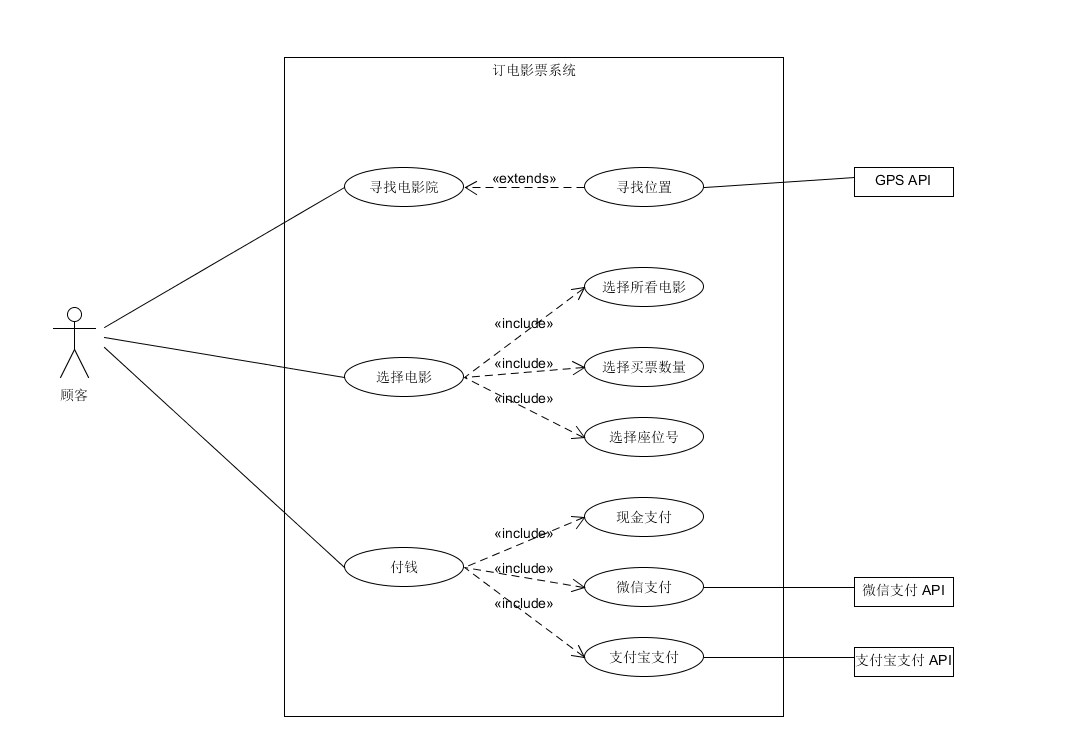 订电影票系统
寻找电影院
«extends»
寻找位置
GPS API
选择所看电影
«include»
顾客
选择电影
«include»
选择买票数量
«include»
选择座位号
现金支付
«include»
付钱
«include»
微信支付
微信支付 API
«include»
支付宝支付
支付宝支付 API